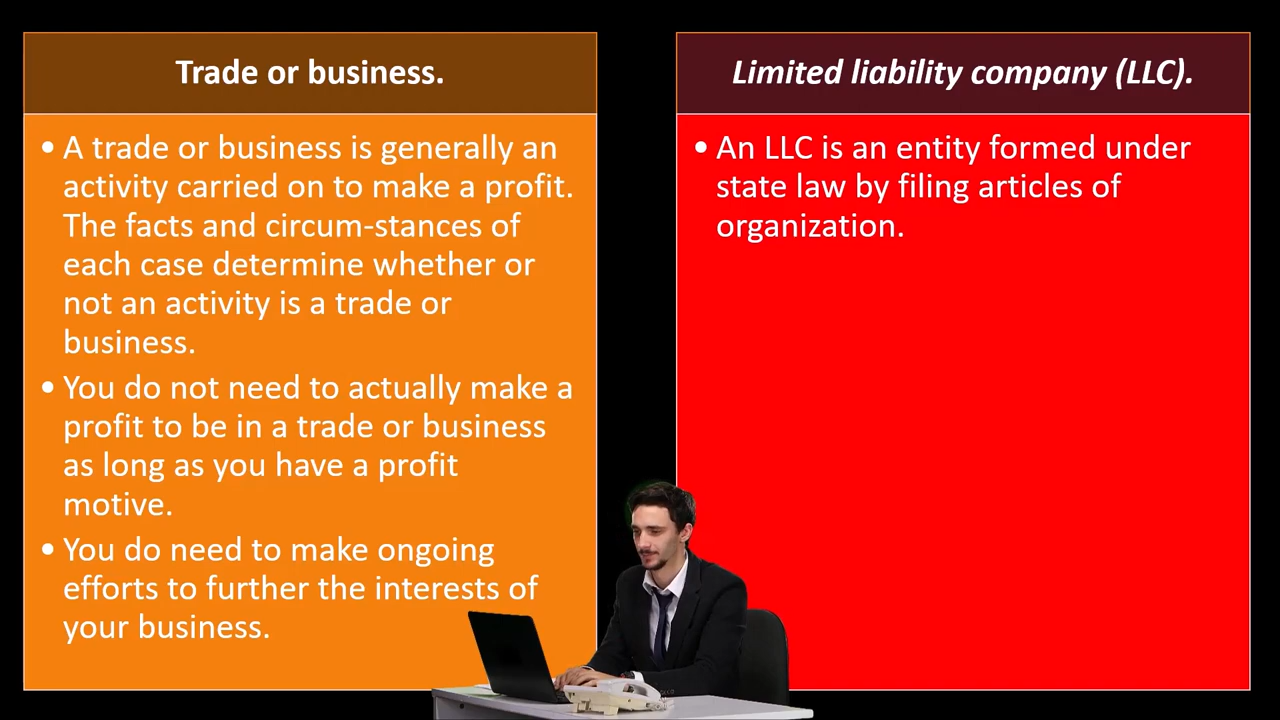 Trade or business.
• A trade or business is generally an
activity carried on to make a profit.
The facts and circum-stances of
each case determine whether or
not an activity is a trade or
business.
• You do not need to actually make a
profit to be in a trade or business
as long as you have a profit
motive.
• You do need to make ongoing
efforts to further the interests of
your business.
Limited liability company (LLC).
• An LLC is an entity formed under
state law by filing articles of
organization.